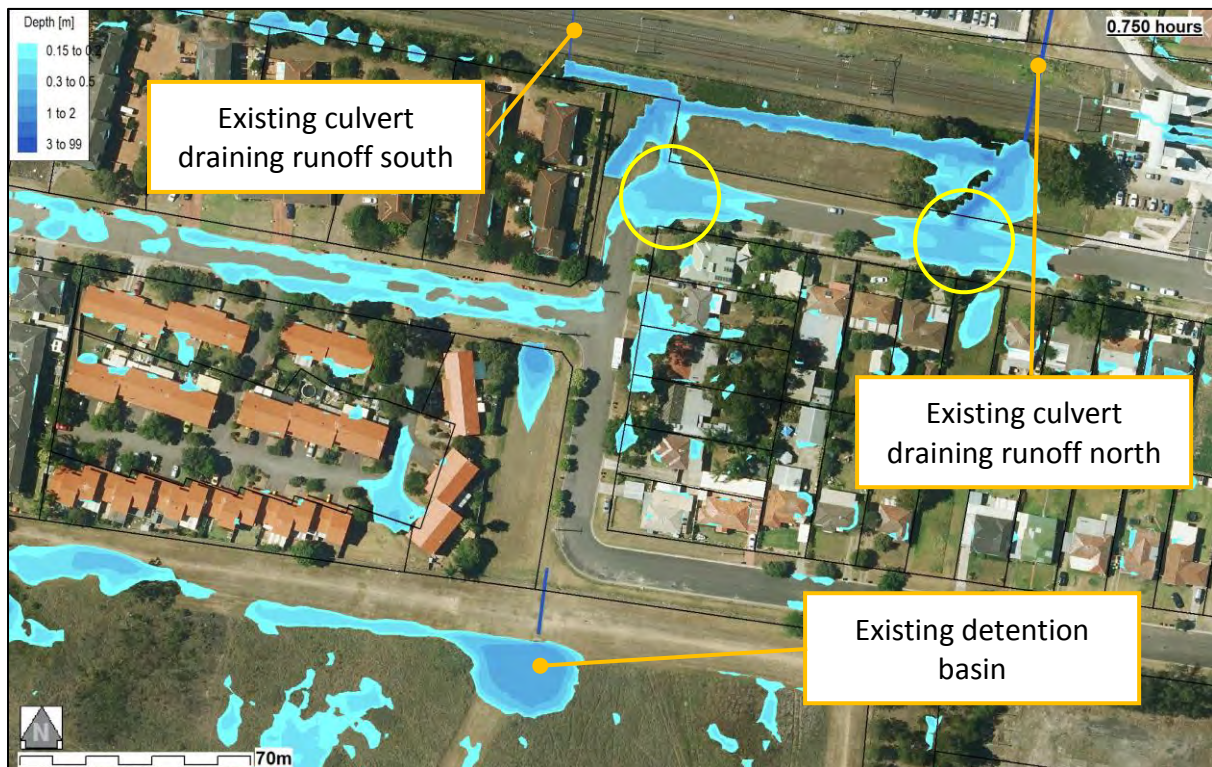 Depth [m]
0.15 to 0.
0.3 to 0.5
1 to 2
3 to 99
0.750 hours
Existing culvert
draining runoff south
Existing culvert
draining runoff north
Existing detention
basin
N
70m